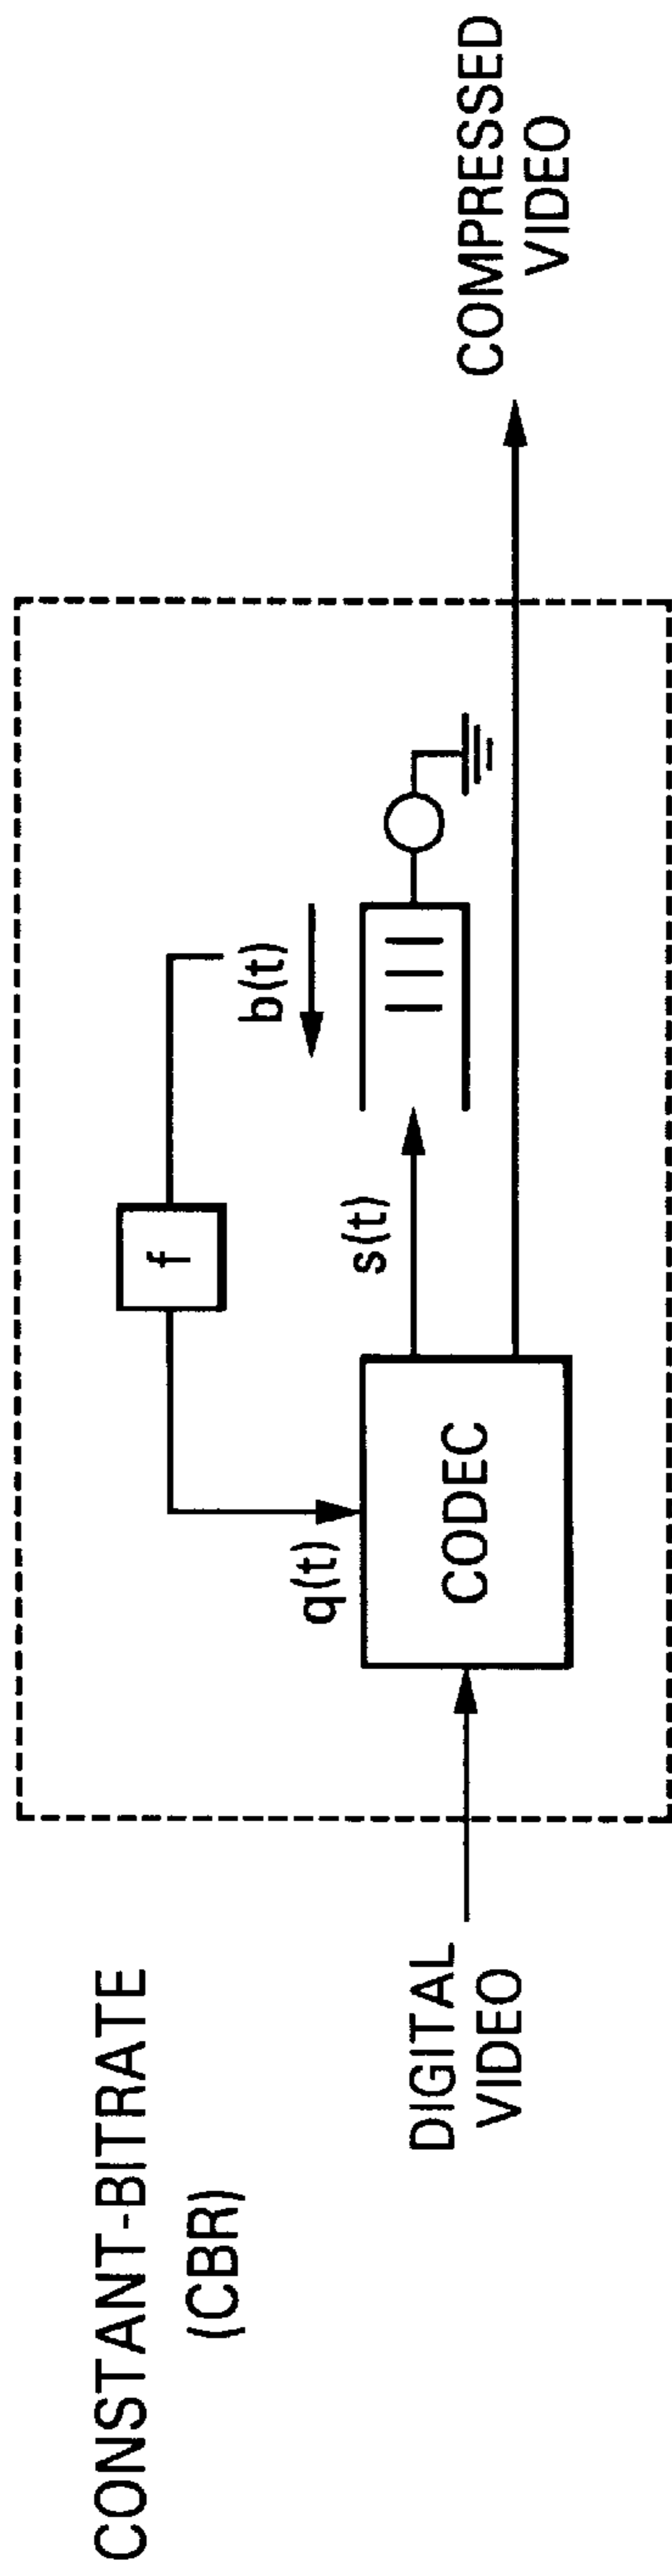 CONSTANT-BITRATE
(CBR)
f
b(t)
q(t)
s(t)
DIGITAL
VIDEO
CODEC
COMPRESSED
VIDEO